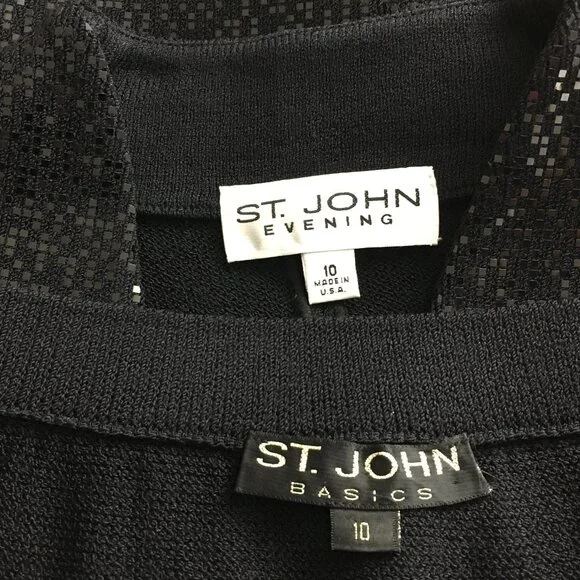 ST. JOHN
EVENING
10
MADE IN
U.S.A.
ST. JOHN
BASICS
10